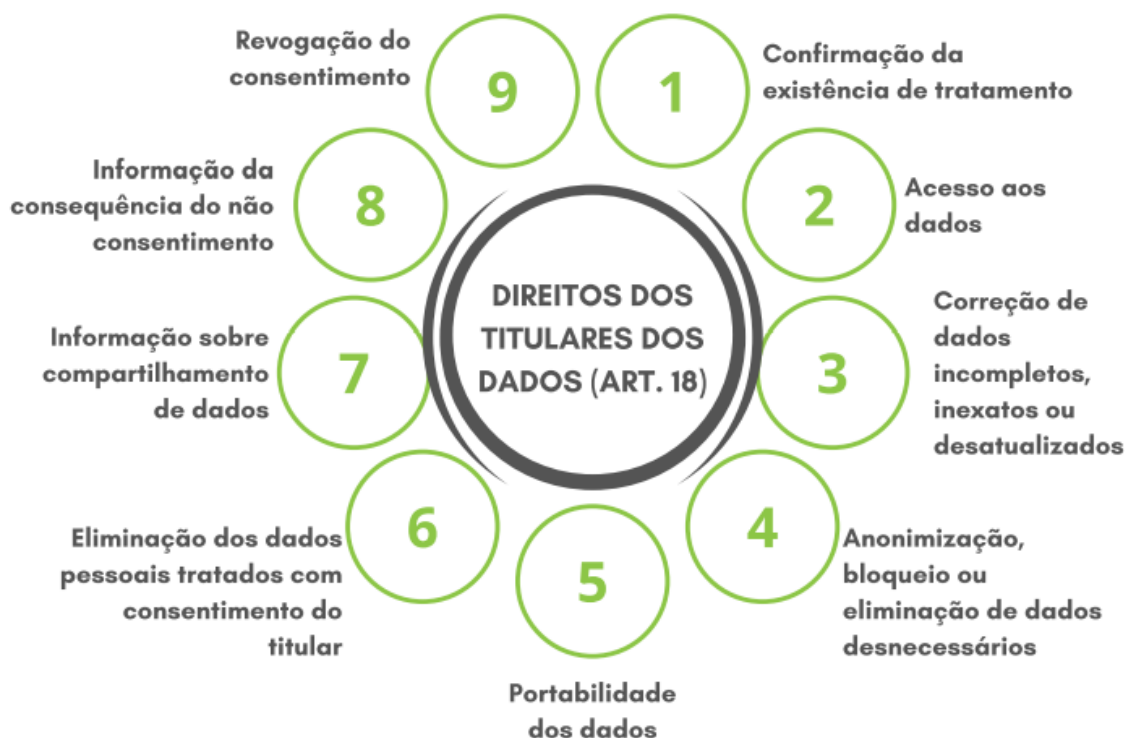 DIREITOS DOS
TITULARES DOS
DADOS (ART. 18)
1
Confirmação da
existência de tratamento
2
Acesso aos
dados
3
Correção de
dados
incompletos,
inexatos ou
desatualizados
4
Anonimização,
bloqueio ou
eliminação de dados
desnecessários
5
Portabilidade
dos dados
6
Eliminação dos dados
pessoais tratados com
consentimento do
titular
7
Informação sobre
compartilhamento
de dados
8
Informação da
consequência do não
consentimento
9
Revogação do
consentimento